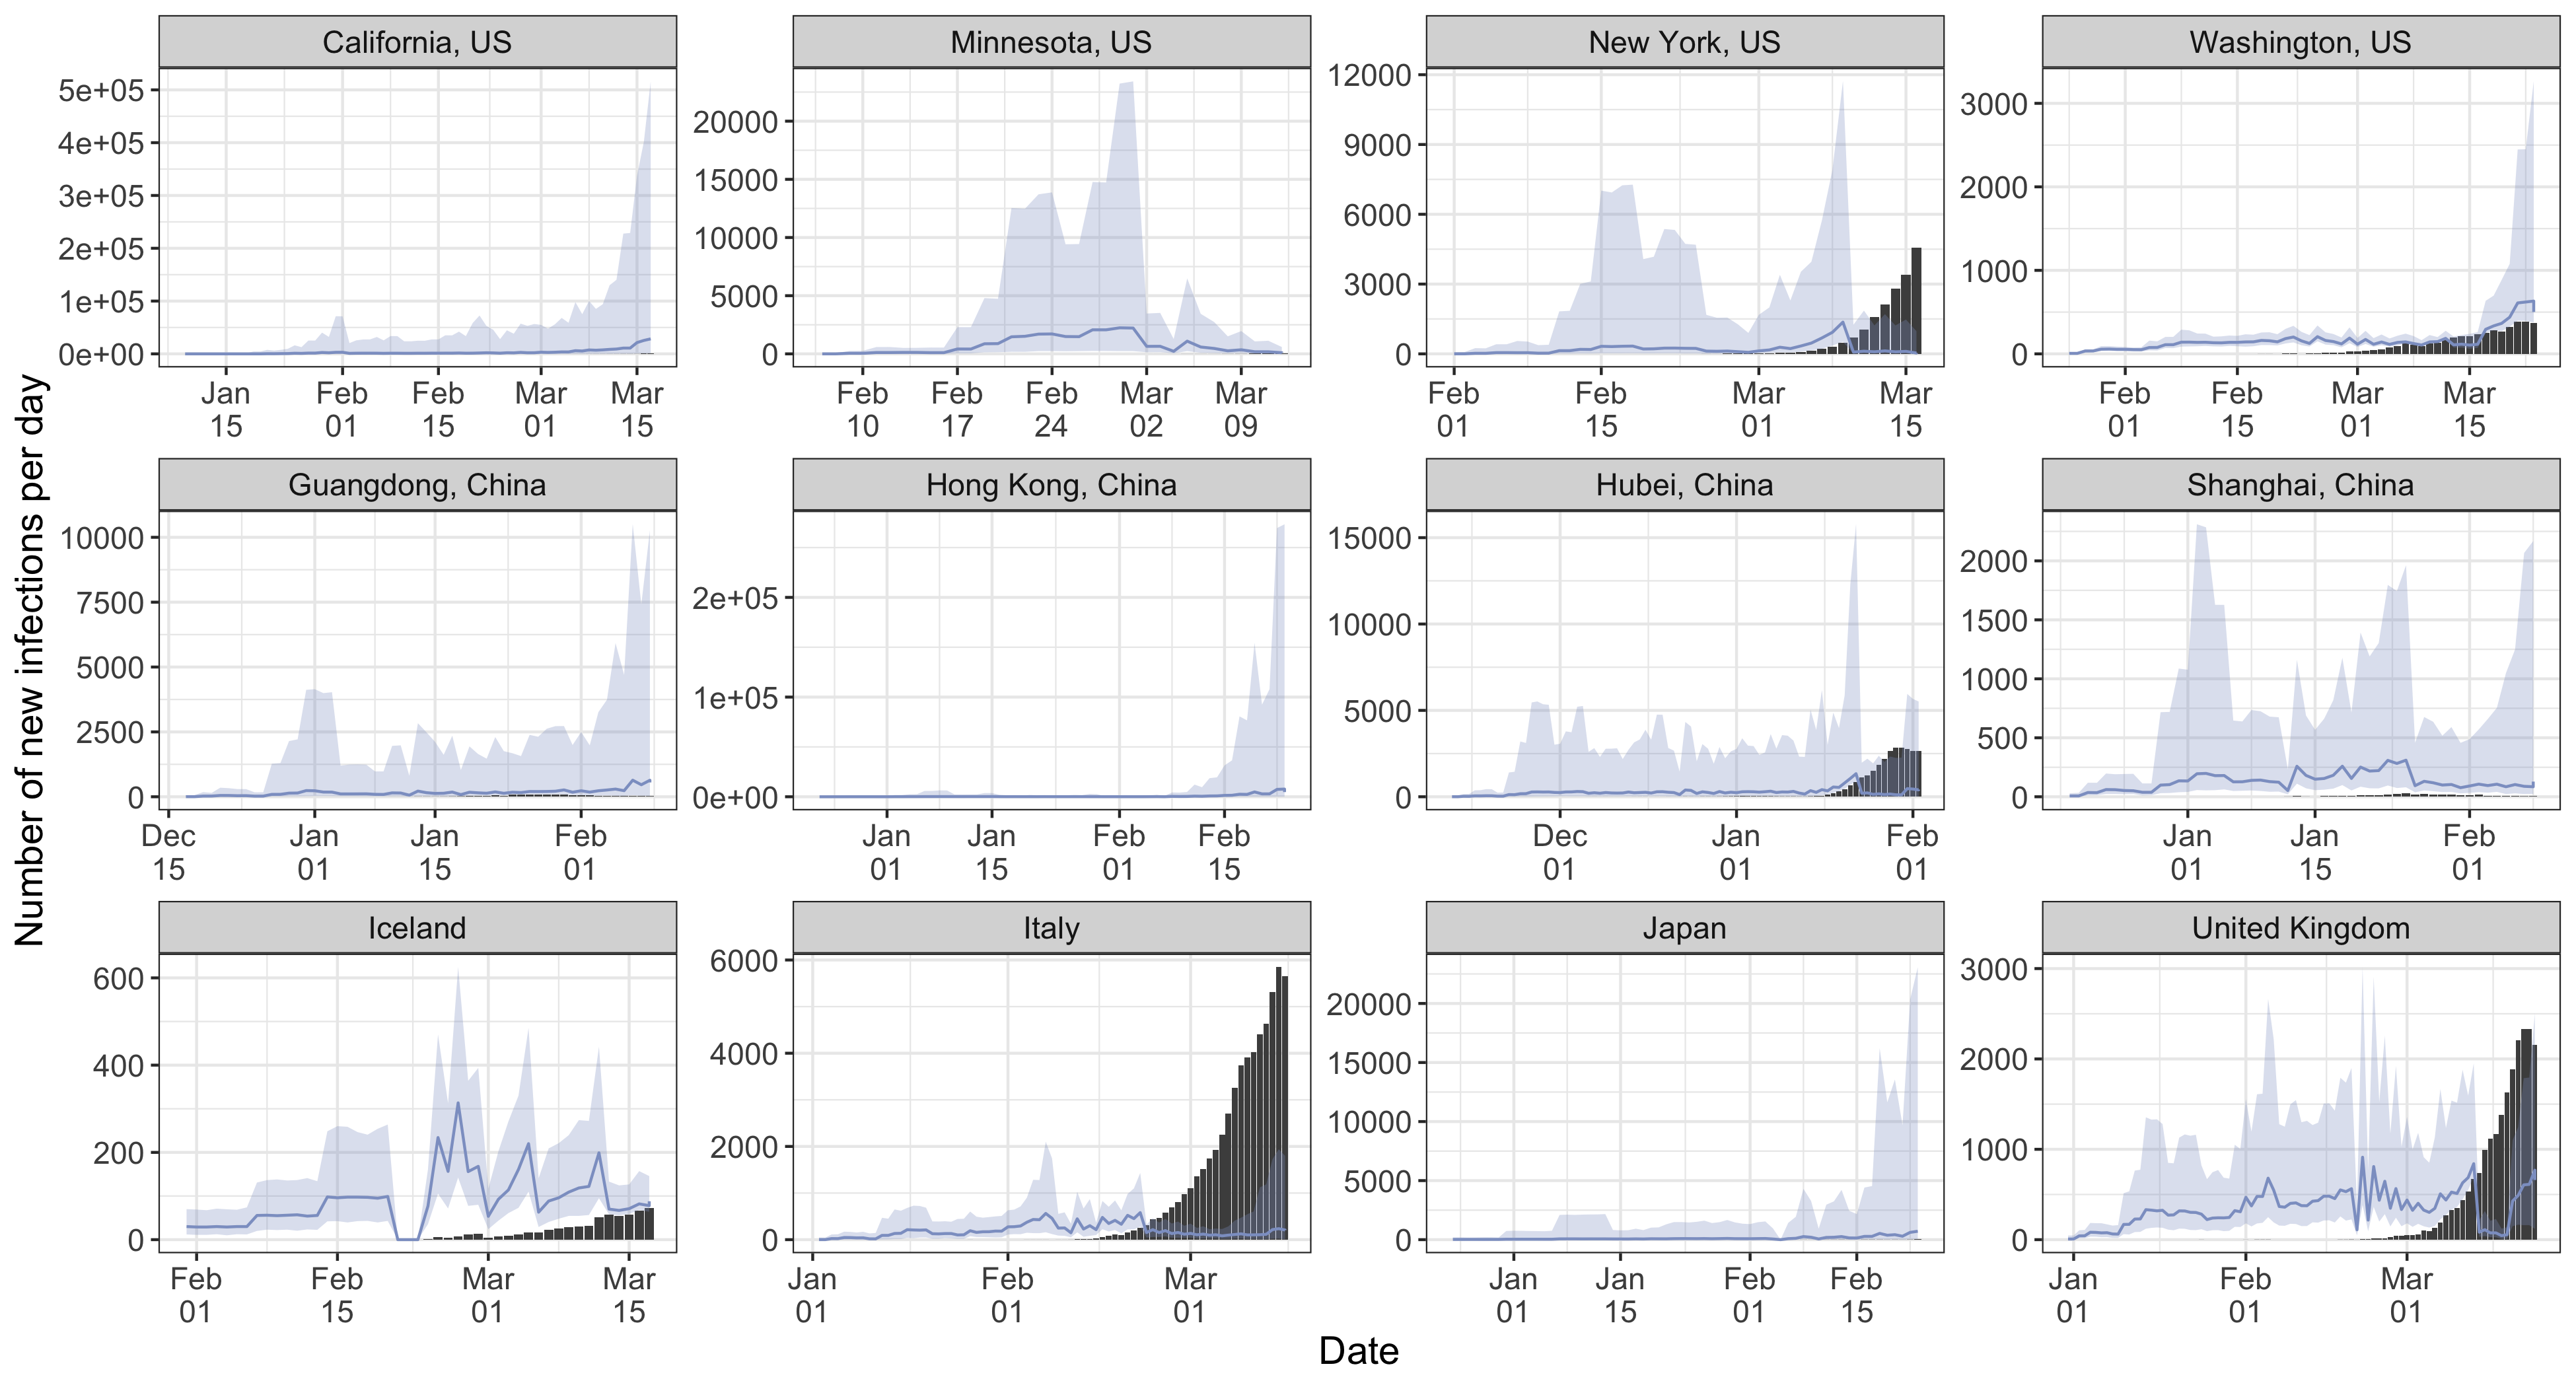 California, US
Minnesota, US
New York, US
Washington, US
5e+05
4e+05
3e+05
2e+05
1e+05
0e+00
Jan 15
Feb 01
Feb 15
Mar 01
Mar 15
20000
15000
10000
5000
0
Feb 10
Feb 17
Feb 24
Mar 02
Mar 09
12000
9000
6000
3000
0
Feb 01
Feb 15
Mar 01
Mar 15
3000
2000
1000
0
Feb 01
Feb 15
Mar 01
Mar 15
Number of new infections per day
Guangdong, China
Hong Kong, China
Hubei, China
Shanghai, China
10000
7500
5000
2500
0
Dec 15
Jan 01
Jan 15
Feb 01
2e+05
1e+05
0e+00
Jan 01
Jan 15
Feb 01
Feb 15
15000
10000
5000
0
Dec 01
Jan 01
Feb 01
2000
1500
1000
500
0
Jan 01
Jan 15
Feb 01
Iceland
Italy
Japan
United Kingdom
600
400
200
0
Feb 01
Feb 15
Mar 01
Mar 15
6000
4000
2000
0
Jan 01
Feb 01
Mar 01
20000
15000
10000
5000
0
Jan 01
Jan 15
Feb 01
Feb 15
3000
2000
1000
0
Jan 01
Feb 01
Mar 01
Date